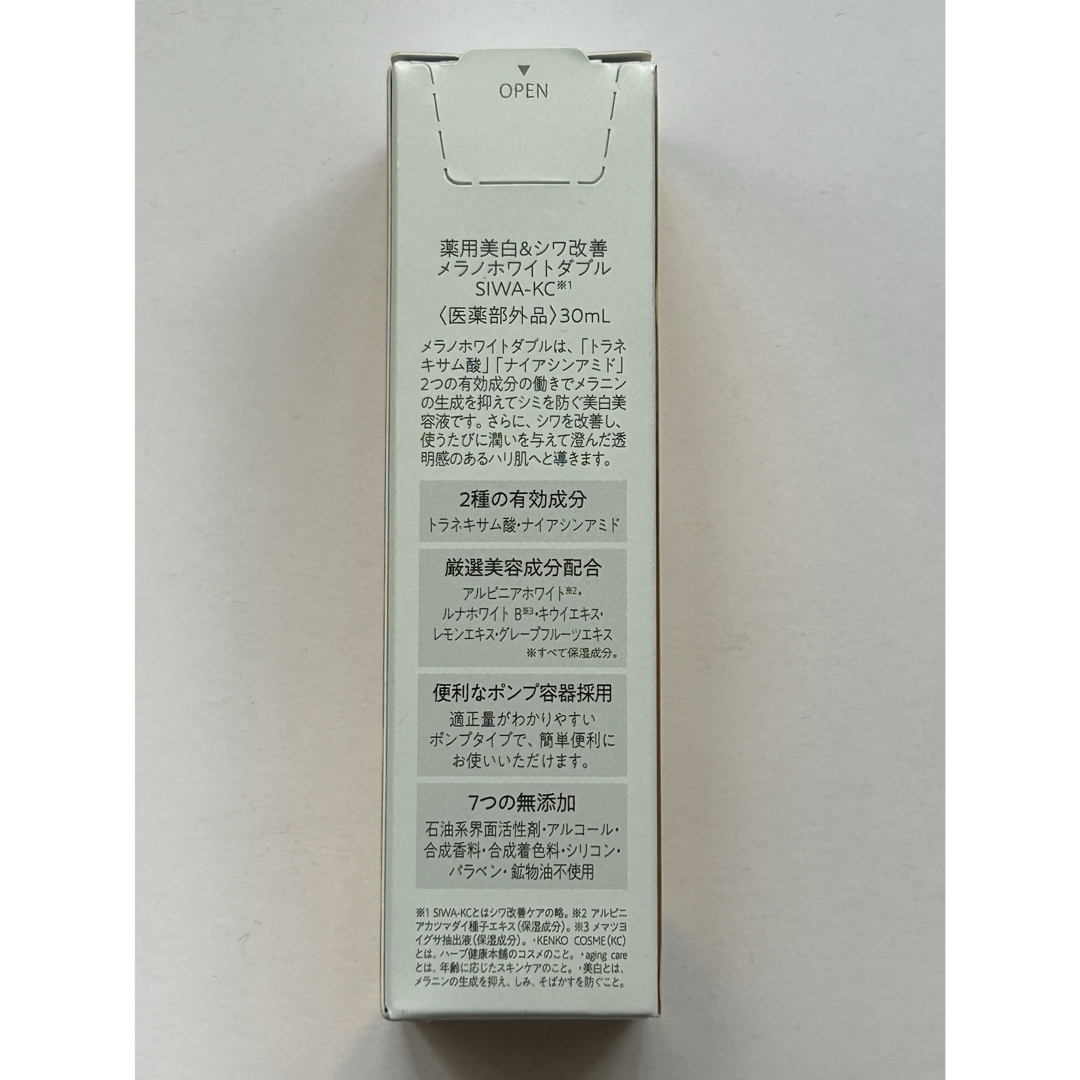 ▼
OPEN
薬用美白&シワ改善
メラノホワイトダブル
SIWA-KC※1
〈医薬部外品〉30mL
メラノホワイトダブルは、「トラネ
キサム酸」「ナイアシンアミド」
2つの有効成分の働きでメラニン
の生成を抑えてシミを防ぐ美白美
容液です。さらに、シワを改善し、
使うたびに潤いを与えて澄んだ透
明感のあるハリ肌へと導きます。
2種の有効成分
トラネキサム酸・ナイアシンアミド
厳選美容成分配合
アルピニアホワイト※2・
ルナホワイト B※3・キウイエキス・
レモンエキス・グレープフルーツエキス
※すべて保湿成分。
便利なポンプ容器採用
適正量がわかりやすい
ポンプタイプで、簡単便利に
お使いいただけます。
7つの無添加
石油系界面活性剤・アルコール・
合成香料・合成着色料・シリコン・
パラベン・鉱物油不使用
※1 SIWA-KCとはシワ改善ケアの略。※2 アルピニ
アカツマダイ種子エキス(保湿成分)。※3 メマツヨ
イグサ抽出液(保湿成分)。・KENKO COSME(KC)
とは、ハーブ健康本舗のコスメのこと。・aging care
とは、年齢に応じたスキンケアのこと。・美白とは、
メラニンの生成を抑え、しみ、そばかすを防ぐこと。